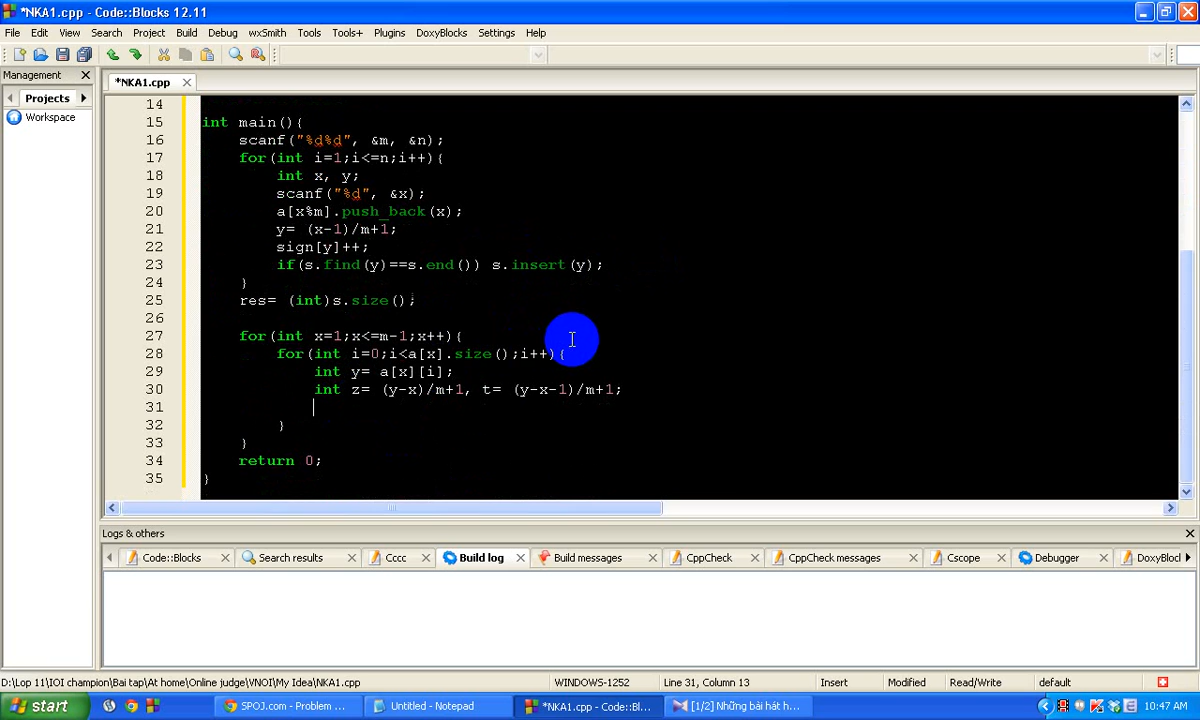 *NKA1.cpp - Code::Blocks 12.11
File Edit View Search Project Build Debug wxSmith Tools Tools+ Plugins DoxyBlocks Settings Help
Management
*NKA1.cpp
Projects
Workspace
14
15 int main(){
16 scanf("%d%d", &m, &n);
17 for(int i=1;i<=n;i++){
18 int x, y;
19 scanf("%d", &x);
20 a[x%m].push_back(x);
21 y= (x-1)/m+1;
22 sign[y]++;
23 if(s.find(y)==s.end()) s.insert(y);
24 }
25 res= (int)s.size();
26
27 for(int x=1;x<=m-1;x++){
28 for(int i=0;i<a[x].size();i++){
29 int y= a[x][i];
30 int z= (y-x)/m+1, t= (y-x-1)/m+1;
31
32 }
33 }
34 return 0;
35 }
Logs & others
Code::Blocks Search results Cccc Build log Build messages CppCheck CppCheck messages Cscope Debugger DoxyBlocl
D:\Lop 11\IOI champion\Bai tap\At home\Online judge\VNOI\My Idea\NKA1.cpp WINDOWS-1252 Line 31, Column 13 Insert Modified Read/Write default
start SPOJ.com - Problem ... Untitled - Notepad *NKA1.cpp - Code::Bl... [1/2] Những bài hát h... 10:47 AM